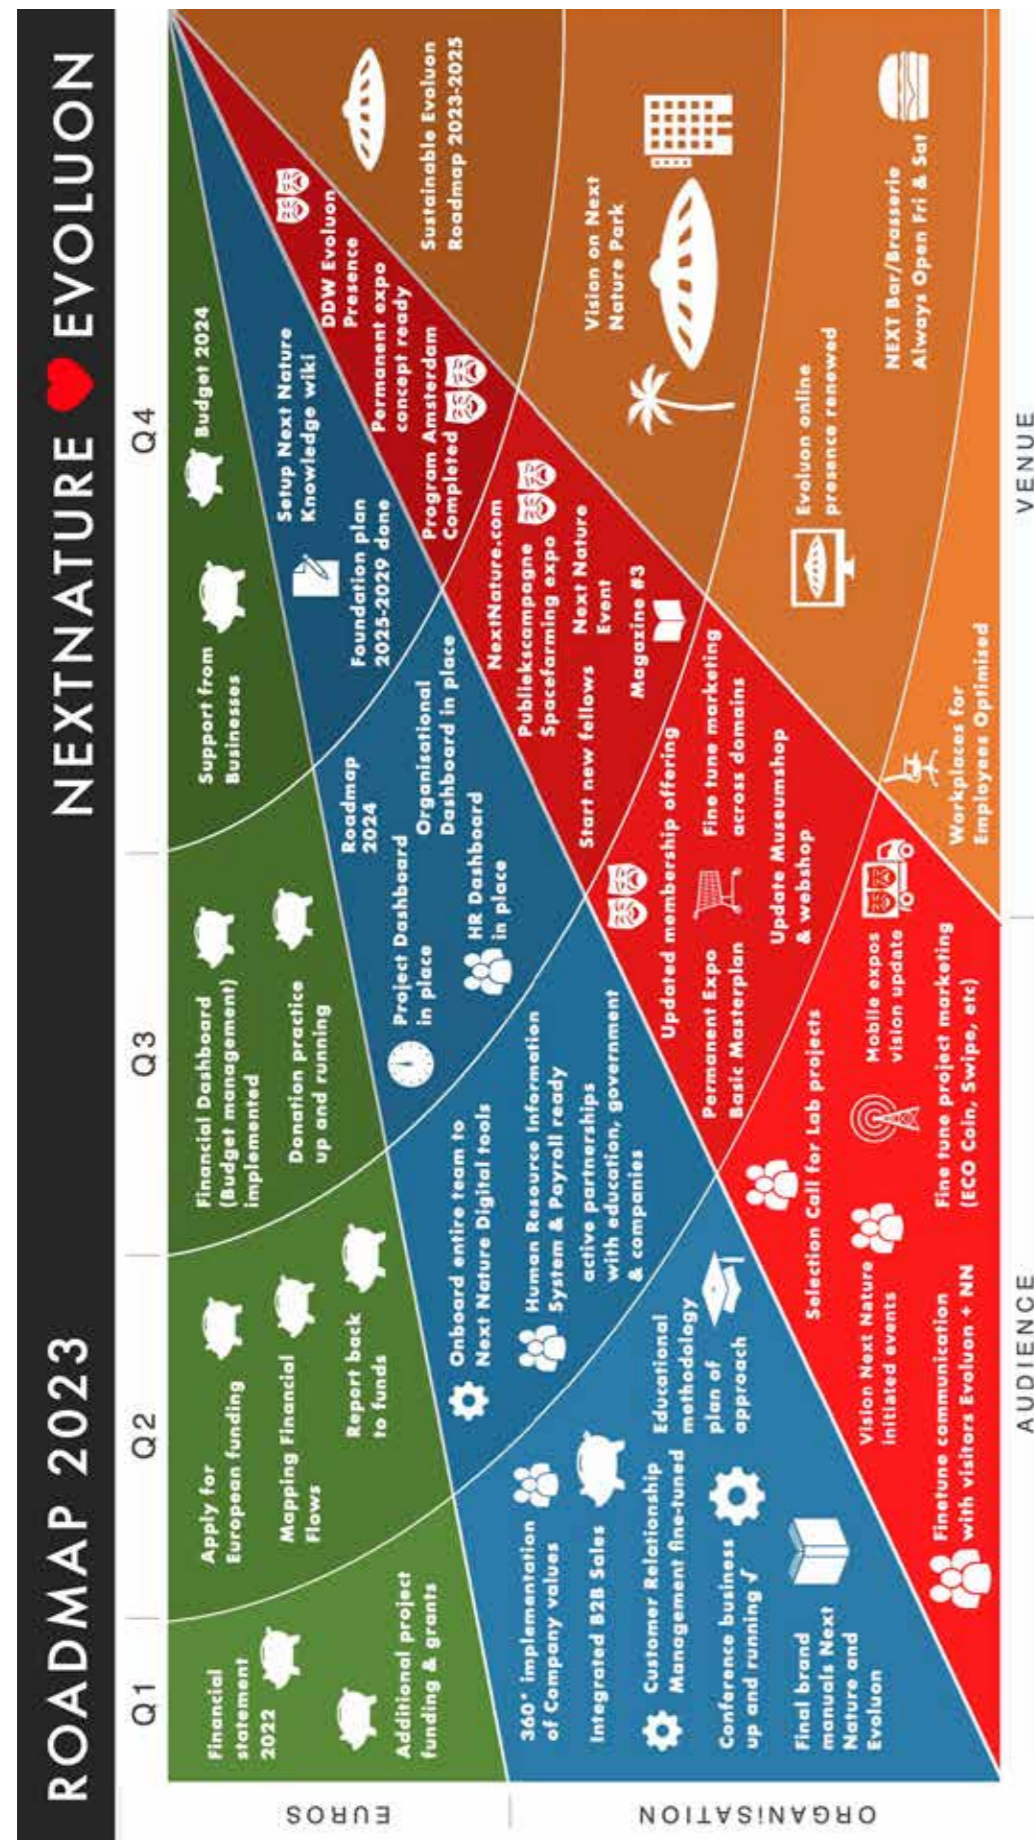 ROADMAP 2023
NEXTNATURE ❤ EVOLUON
Q1
Q2
Q3
Q4
EUROS
Financial
statement
2022
Additional project
funding & grants
Apply for
European funding
Mapping Financial
Flows
Report back
to funds
Financial Dashboard
(Budget management)
implemented
Donation practice
up and running
Support from
Businesses
Budget 2024
ORGANiSATION
360° implementation
of Company values
Integrated B2B Sales
Customer Relationship
Management fine-tuned
Conference business
up and running √
Final brand
manuals Next
Nature and
Evoluon
Educational
methodology
plan of
approach
Onboard entire team to
Next Nature Digital tools
Human Resource Information
System & Payroll ready
active partnerships
with education, government
& companies
Project Dashboard
in place
HR Dashboard
in place
Roadmap
2024
Organisational
Dashboard in place
Foundation plan
2025-2029 done
Setup Next Nature
Knowledge wiki
AUDIENCE
Finetune communication
with visitors Evoluon + NN
Vision Next Nature
initiated events
Fine tune project marketing
(ECO Coin, Swipe, etc)
Selection Call for Lab projects
Mobile expos
vision update
Permanent Expo
Basic Masterplan
Update Museumshop
& webshop
Updated membership offering
Fine tune marketing
across domains
Start new fellows
Magazine #3
Next Nature
Event
NextNature.com
Publiekscampagne
Spacefarming expo
Program Amsterdam
Completed
Permanent expo
concept ready
DDW Evoluon
Presence
VENUE
Workplaces for
Employees Optimised
Evoluon online
presence renewed
NEXT Bar/Brasserie
Always Open Fri & Sat
Vision on Next
Nature Park
Sustainable Evoluon
Roadmap 2023-2025